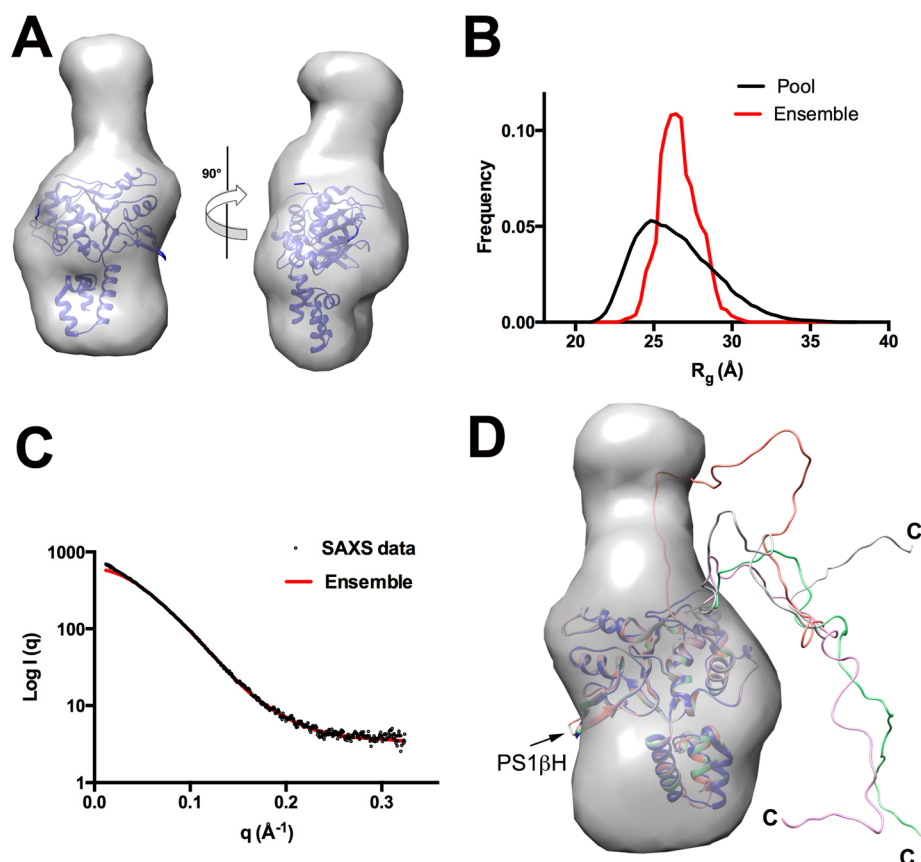 A
90°
B
Pool
Ensemble
0.10
0.05
0.00
Frequency
20 25 30 35 40
Rg (Å)
C
SAXS data
Ensemble
1000
100
10
1
Log I (q)
0.0 0.1 0.2 0.3
q (Å-1)
D
C
PS1βH
C
C